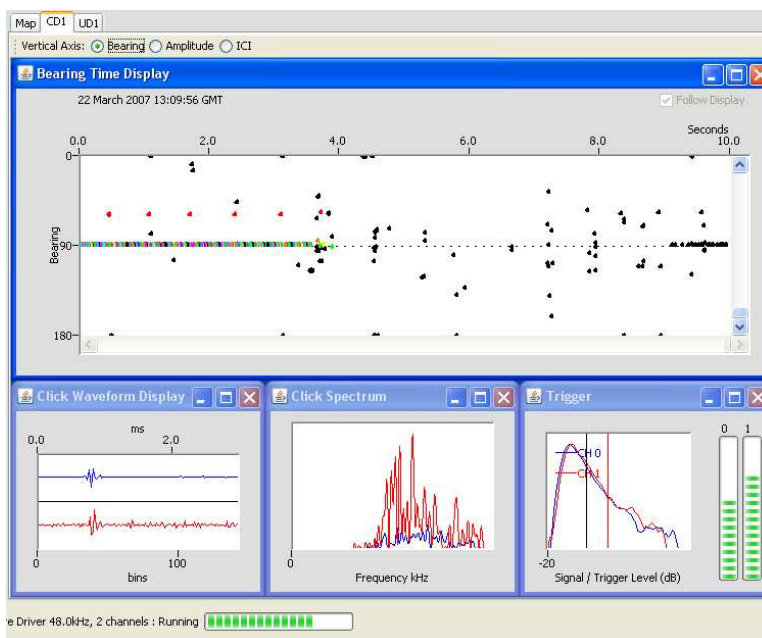 Map CD1 UD1
Vertical Axis: Bearing Amplitude ICI
Bearing Time Display
22 March 2007 13:09:56 GMT
Follow Display
Seconds
0.0 2.0 4.0 6.0 8.0 10.0
0
90
180
Bearing
Click Waveform Display
ms
0.0 2.0
0 100
bins
Click Spectrum
0
Frequency kHz
Trigger
CH 0
CH 1
-20
Signal / Trigger Level (dB)
0 1
e Driver 48.0kHz, 2 channels : Running